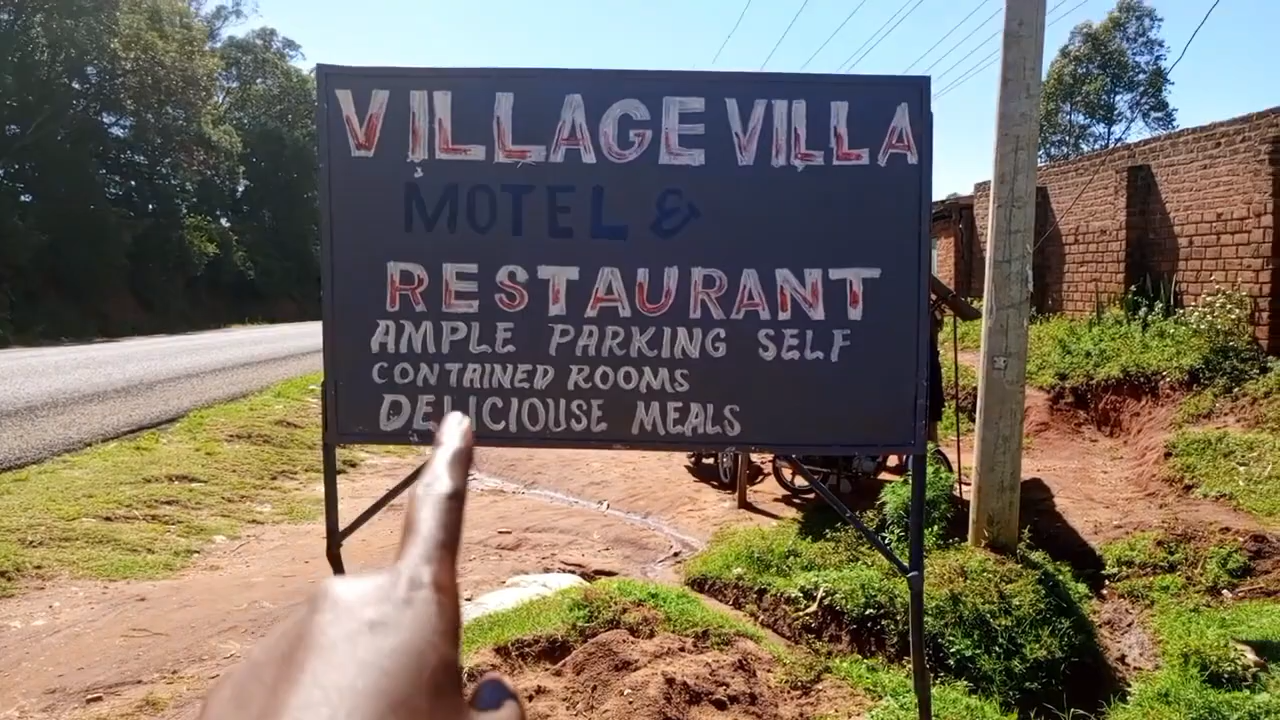 VILLAGE VILLA
MOTEL &
RESTAURANT
AMPLE PARKING SELF
CONTAINED ROOMS
DELICIOUSE MEALS